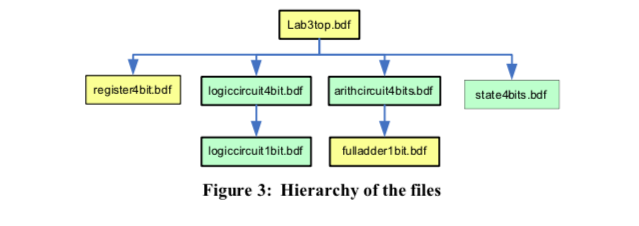 Lab3top.bdf
register4bit.bdf
logiccircuit4bit.bdf
arithcircuit4bits.bdf
state4bits.bdf
logiccircuit1bit.bdf
fulladder1bit.bdf
Figure 3:  Hierarchy of the files